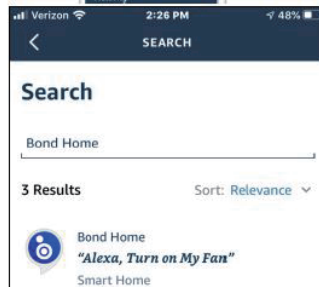 Verizon 2:26 PM 48%
SEARCH
Search
Bond Home
3 Results Sort: Relevance
Bond Home
"Alexa, Turn on My Fan"
Smart Home